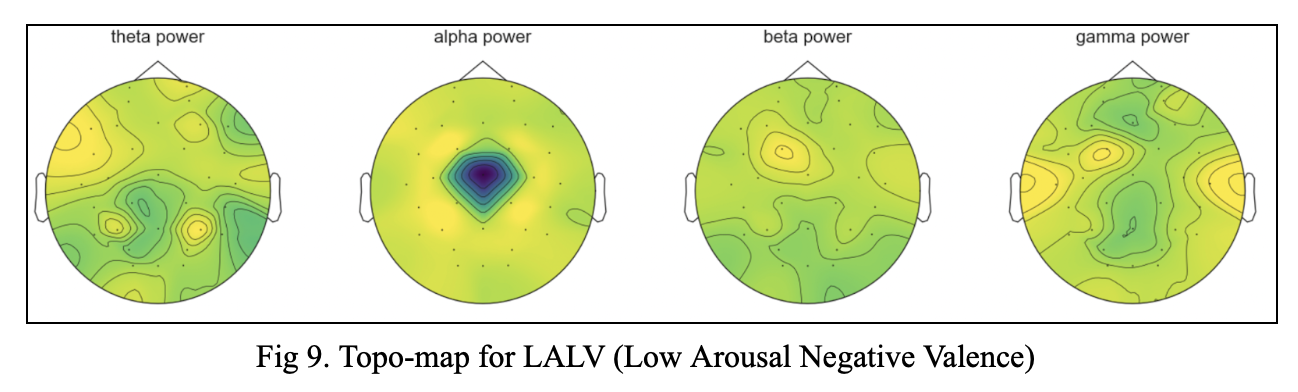 theta power
alpha power
beta power
gamma power
Fig 9. Topo-map for LALV (Low Arousal Negative Valence)